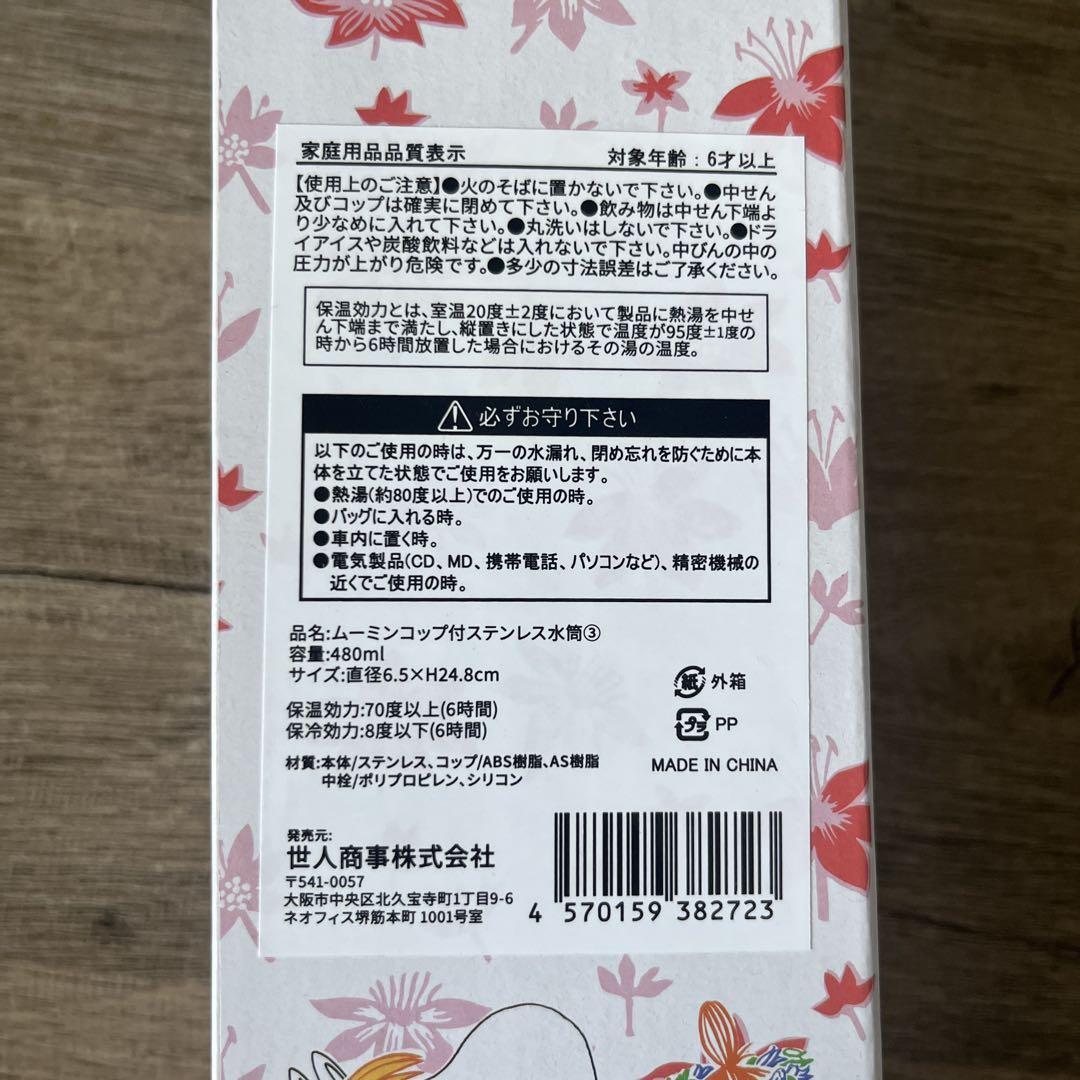 家庭用品品質表示 対象年齢：6才以上
【使用上のご注意】●火のそばに置かないで下さい。●中せん
及びコップは確実に閉めて下さい。●飲み物は中せん下端よ
り少なめに入れて下さい。●丸洗いはしないで下さい。●ドラ
イアイスや炭酸飲料などは入れないで下さい。中びんの中の
圧力が上がり危険です。●多少の寸法誤差はご了承ください。
保温効力とは、室温20度±2度において製品に熱湯を中せ
ん下端まで満たし、縦置きにした状態で温度が95度±1度の
時から6時間放置した場合におけるその湯の温度。
必ずお守り下さい
以下のご使用の時は、万一の水漏れ、閉め忘れを防ぐために本
体を立てた状態でご使用をお願いします。
●熱湯(約80度以上)でのご使用の時。
●バッグに入れる時。
●車内に置く時。
●電気製品(CD、MD、携帯電話、パソコンなど)、精密機械の
近くでご使用の時。
品名:ムーミンコップ付ステンレス水筒③
容量:480ml
サイズ:直径6.5×H24.8cm
紙 外箱
保温効力:70度以上(6時間)
保冷効力:8度以下(6時間)
プラ PP
材質:本体/ステンレス、コップ/ABS樹脂、AS樹脂
中栓/ポリプロピレン、シリコン
MADE IN CHINA
発売元:
世人商事株式会社
〒541-0057
大阪市中央区北久宝寺町1丁目9-6
ネオフィス堺筋本町 1001号室
4 570159 382723